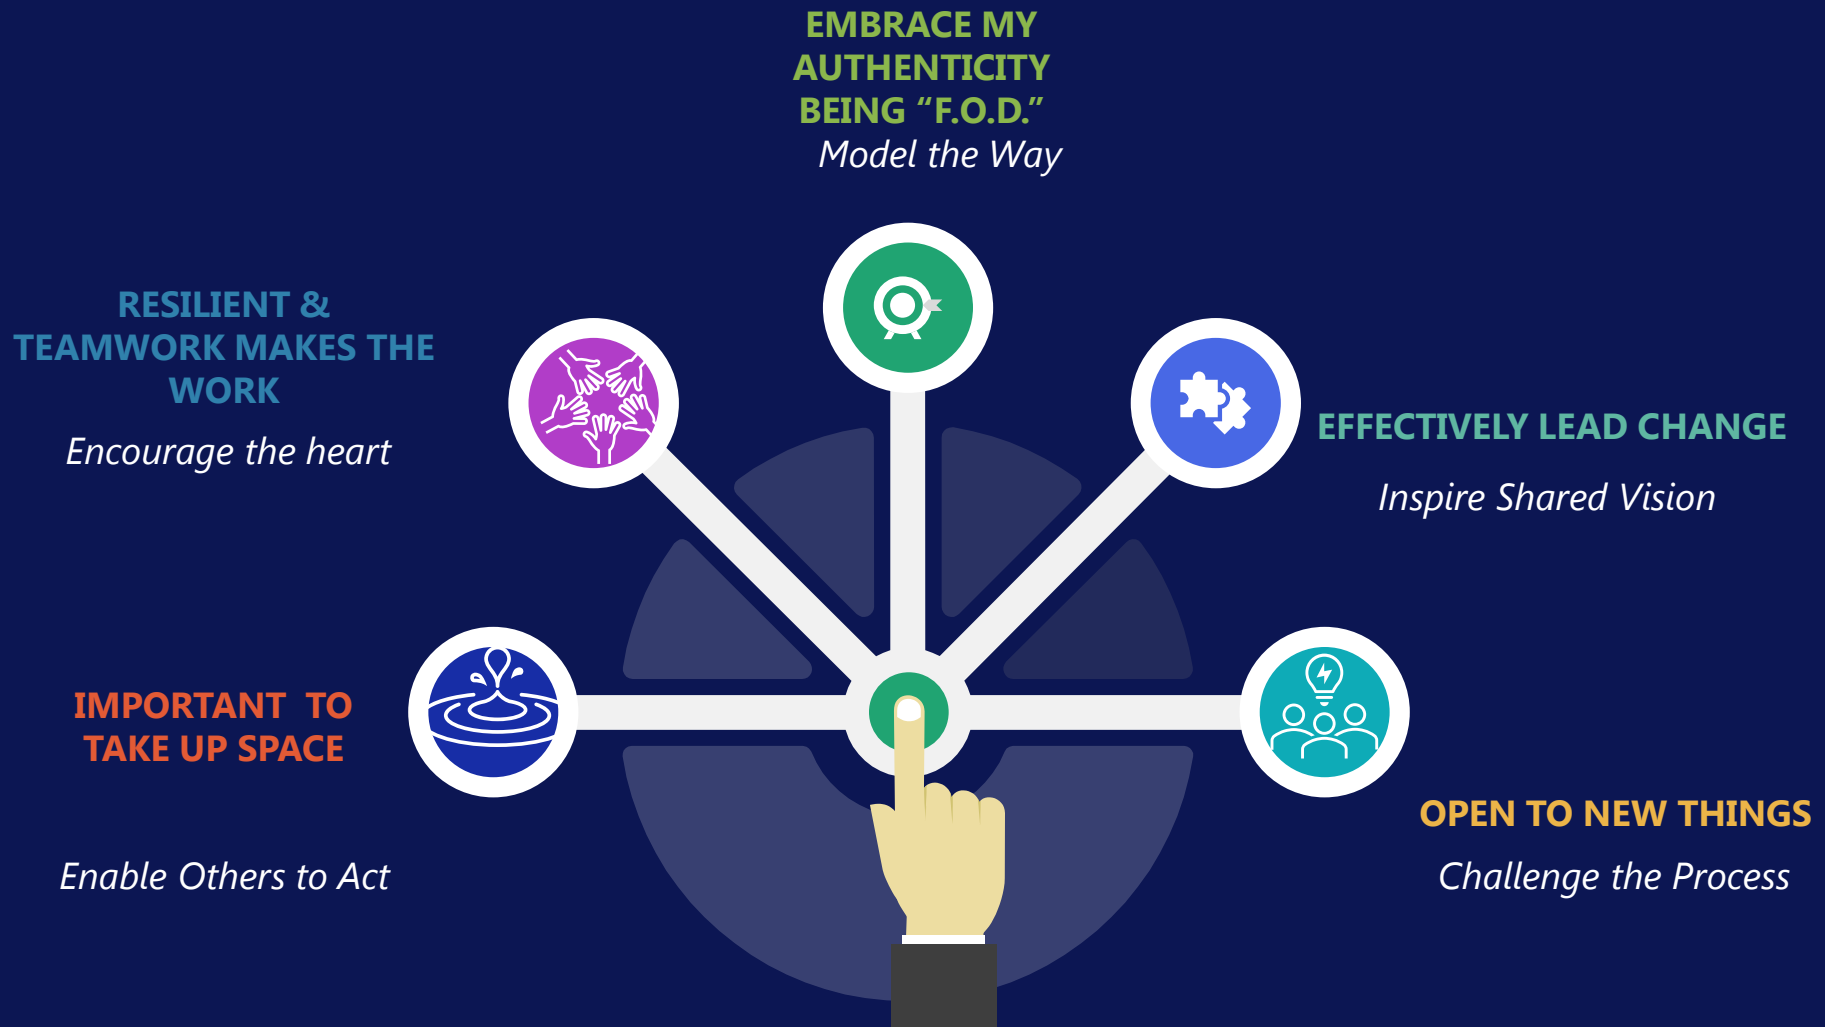 EMBRACE MY
AUTHENTICITY
BEING “F.O.D.”
Model the Way
RESILIENT &
TEAMWORK MAKES THE
WORK
Encourage the heart
EFFECTIVELY LEAD CHANGE
Inspire Shared Vision
IMPORTANT TO
TAKE UP SPACE
Enable Others to Act
OPEN TO NEW THINGS
Challenge the Process